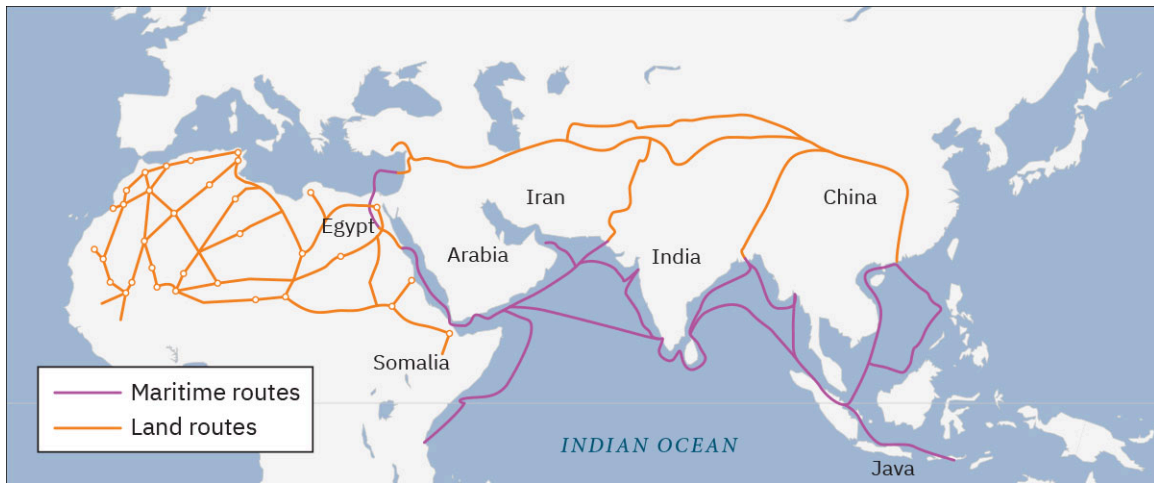 Iran
China
Egypt
Arabia
India
Somalia
Maritime routes
Land routes
INDIAN OCEAN
Java